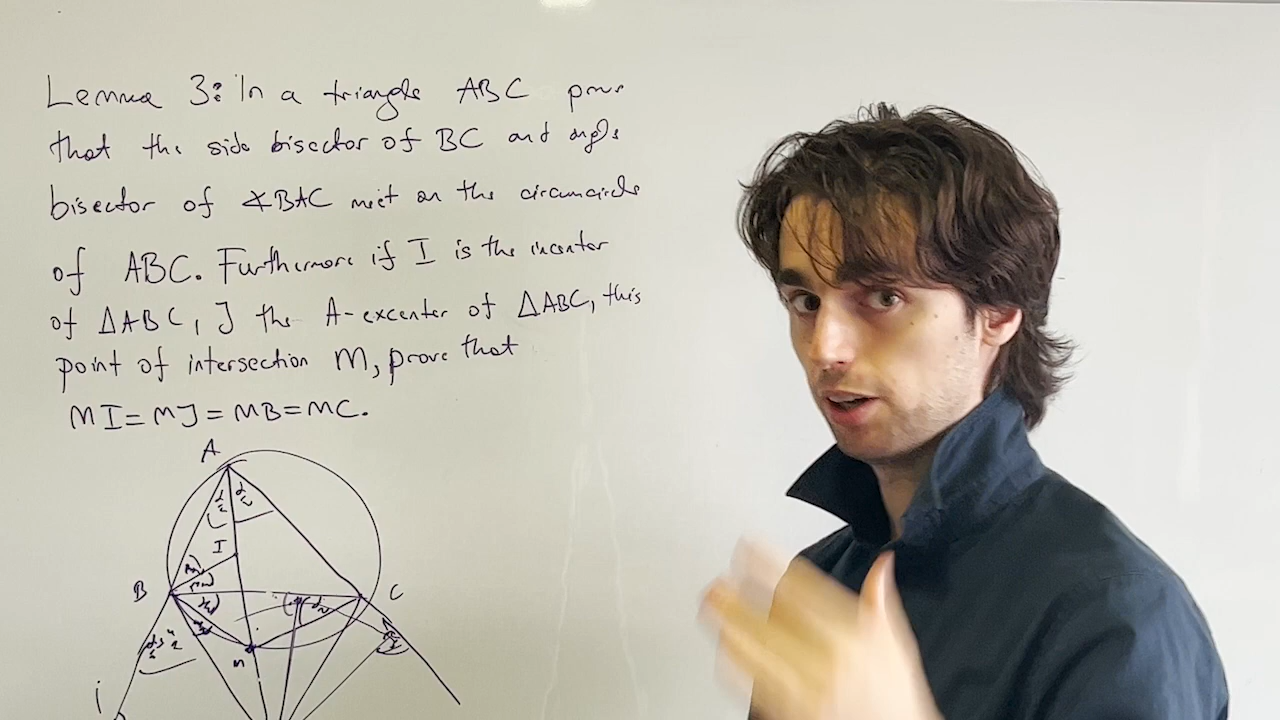 Lemma 3: In a triangle ABC prove
that the side bisector of BC and angle
bisector of ∢BAC meet on the circumcircle
of ABC. Furthermore if I is the incenter
of ΔABC, J the A-excenter of ΔABC, this
point of intersection M, prove that
MI=MJ=MB=MC.
A
I
B
C
M